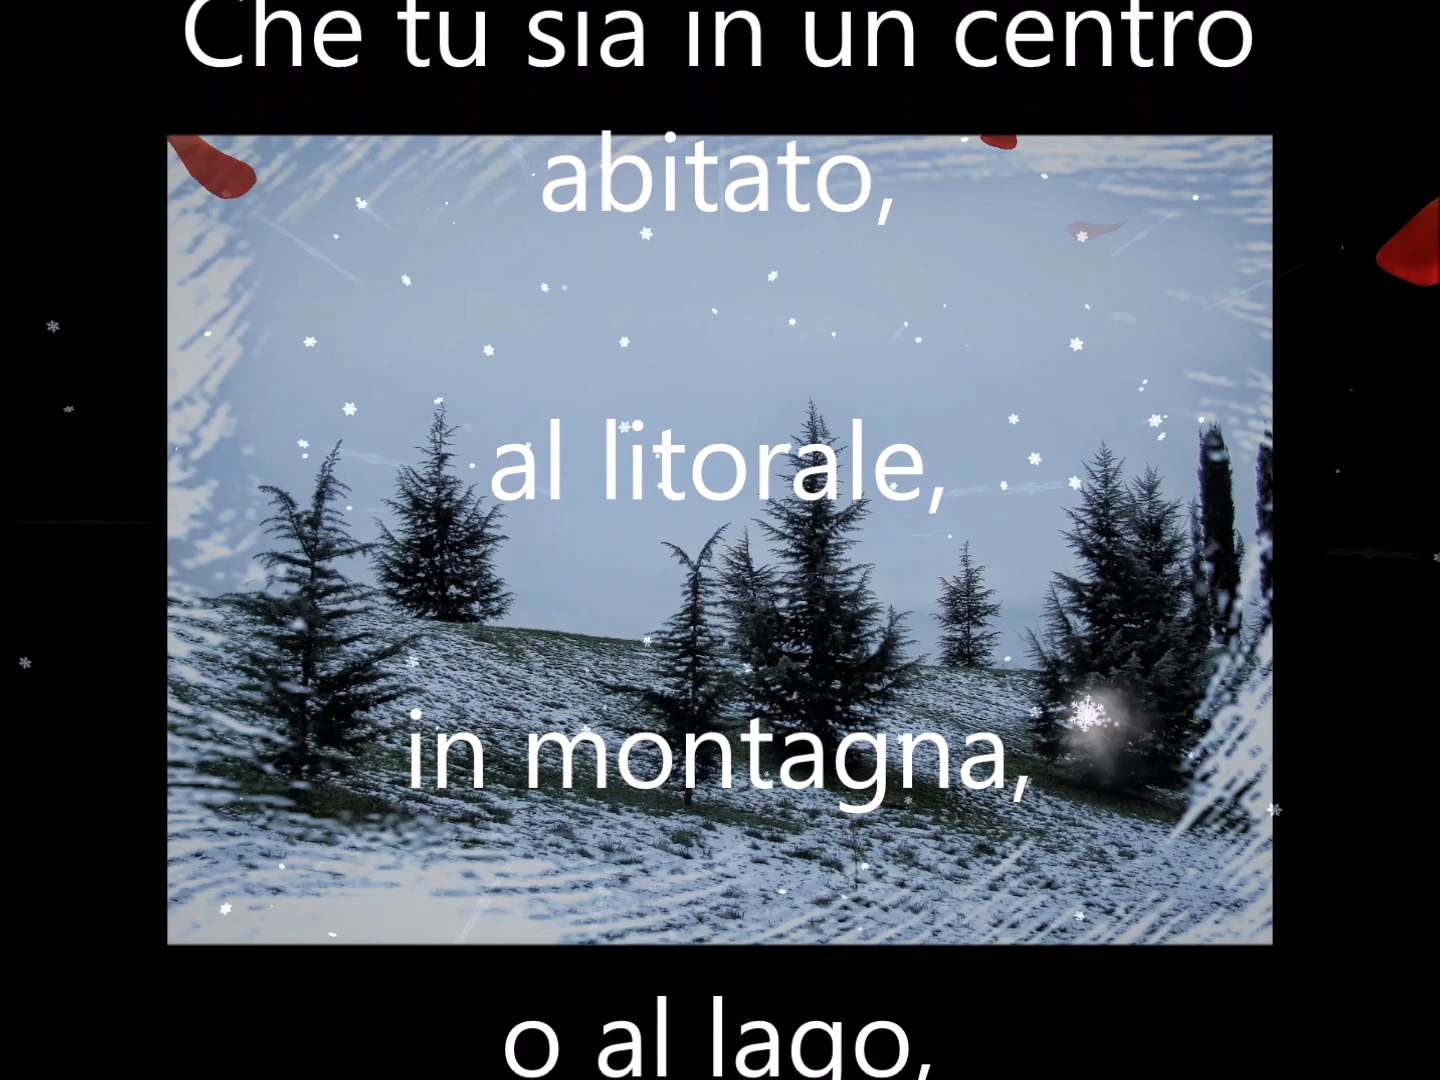 Che tu sia in un centro
abitato,
al litorale,
in montagna,
o al lago,